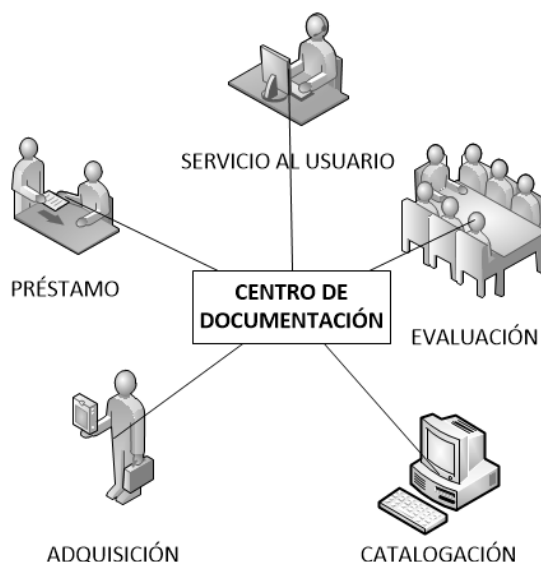 SERVICIO AL USUARIO
PRÉSTAMO
CENTRO DE
DOCUMENTACIÓN
EVALUACIÓN
ADQUISICIÓN
CATALOGACIÓN